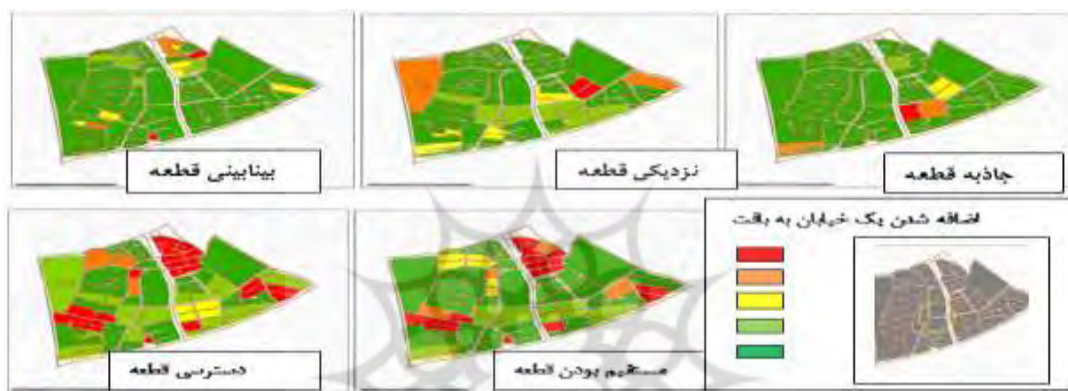 جاذبه قطعه
نزدیکی قطعه
بینابینی قطعه
اضافه شدن یک خیابان به بافت
مستقیم بودن قطعه
دسترسی قطعه